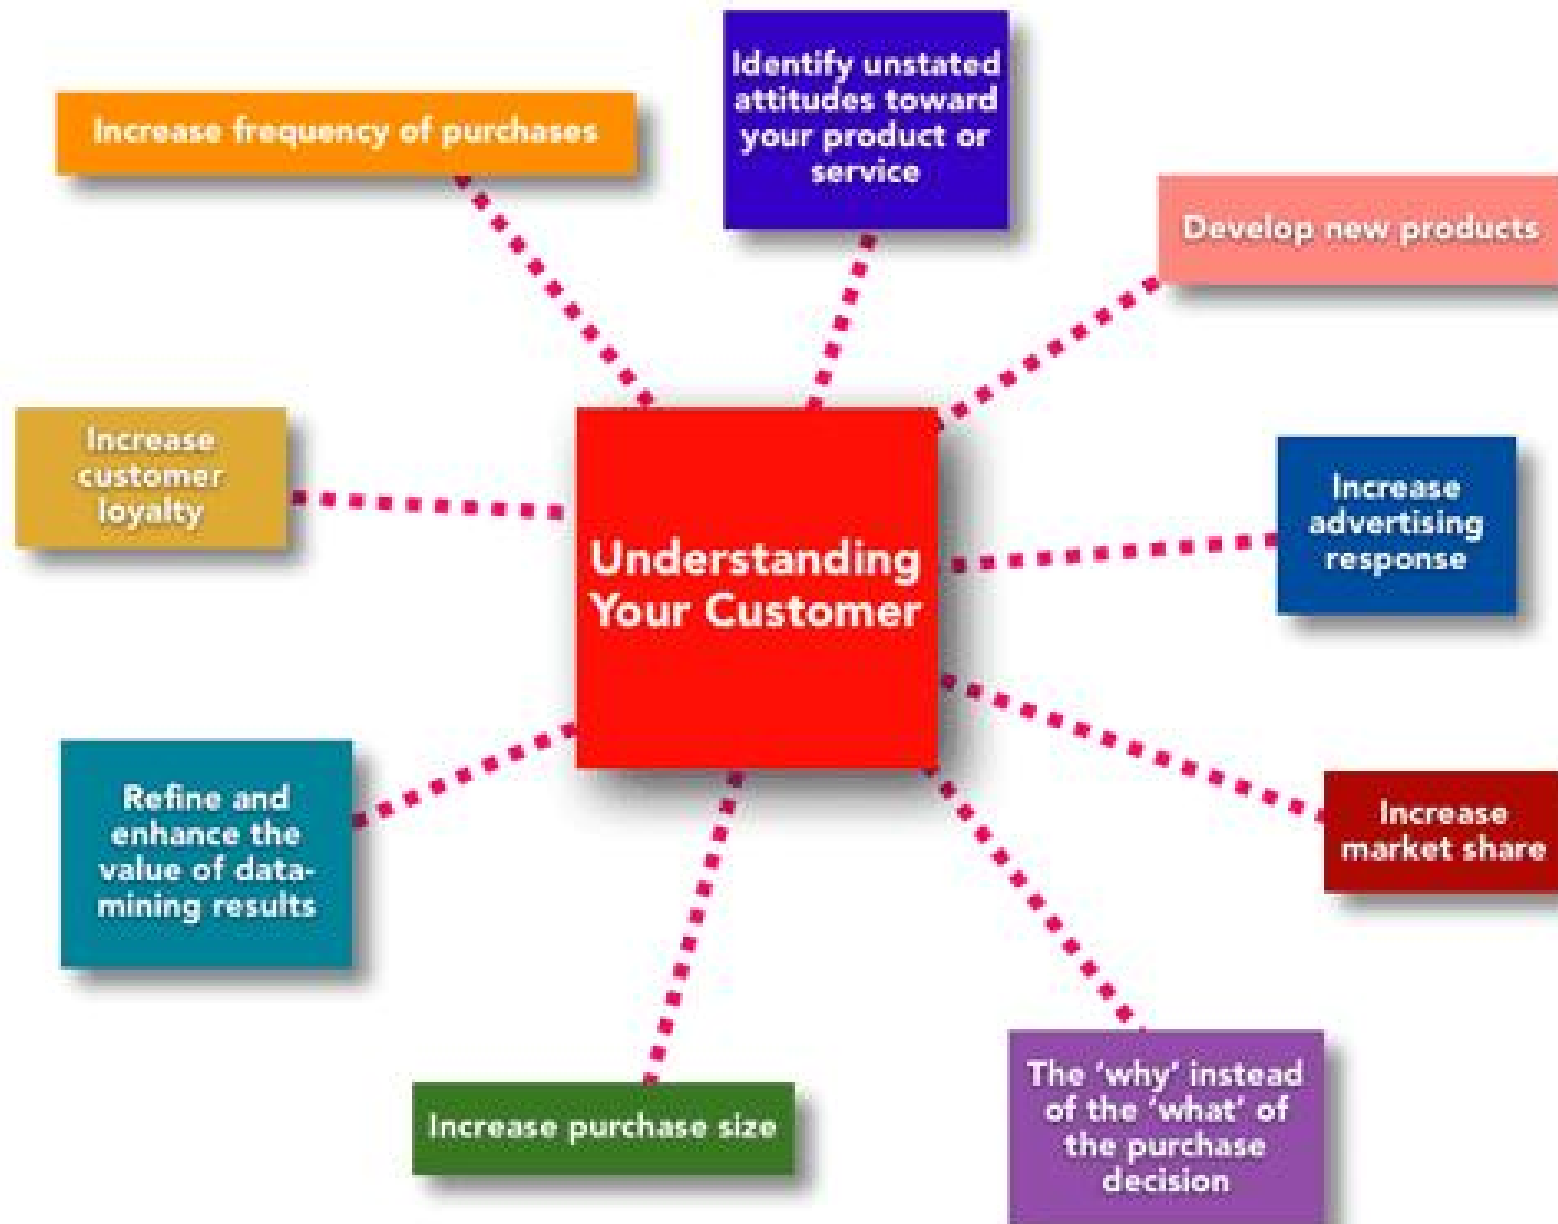 Identify unstated
attitudes toward
your product or
service
Increase frequency of purchases
Develop new products
Increase
customer
loyalty
Increase
advertising
response
Understanding
Your Customer
Refine and
enhance the
value of data-
mining results
Increase
market share
The ‘why’ instead
of the ‘what’ of
the purchase
decision
Increase purchase size